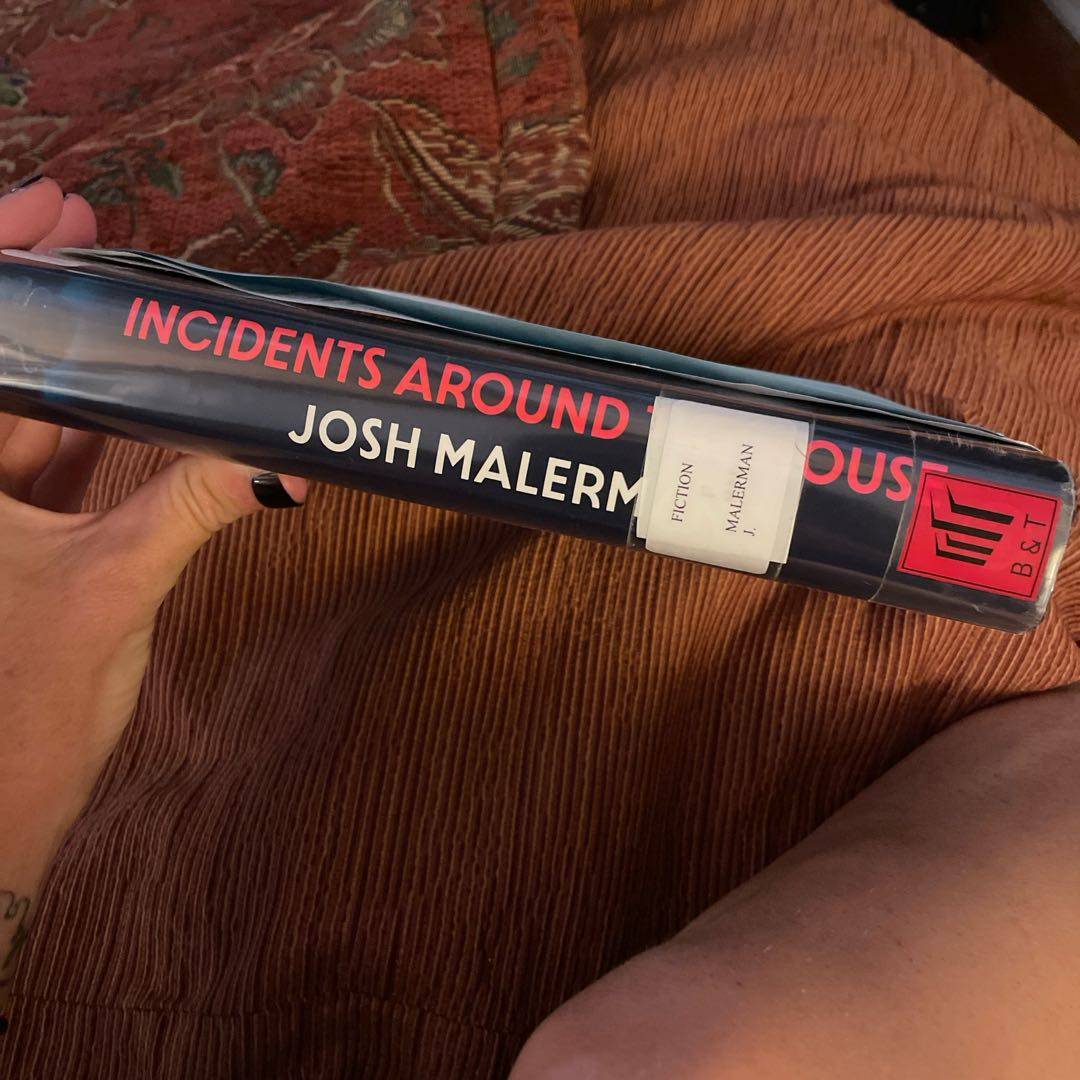 INCIDENTS AROUND
OUSE
JOSH MALERM
FICTION
MALERMAN
J.
B & T